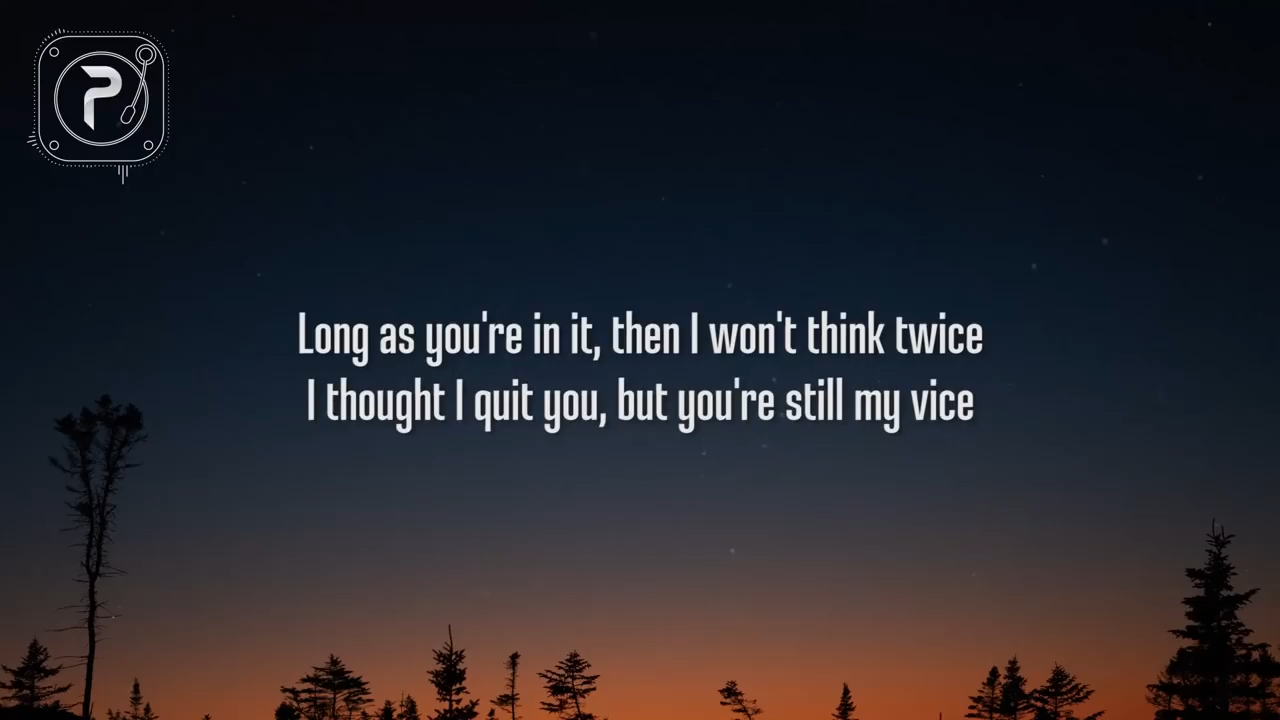 P
Long as you're in it, then I won't think twice
I thought I quit you, but you're still my vice